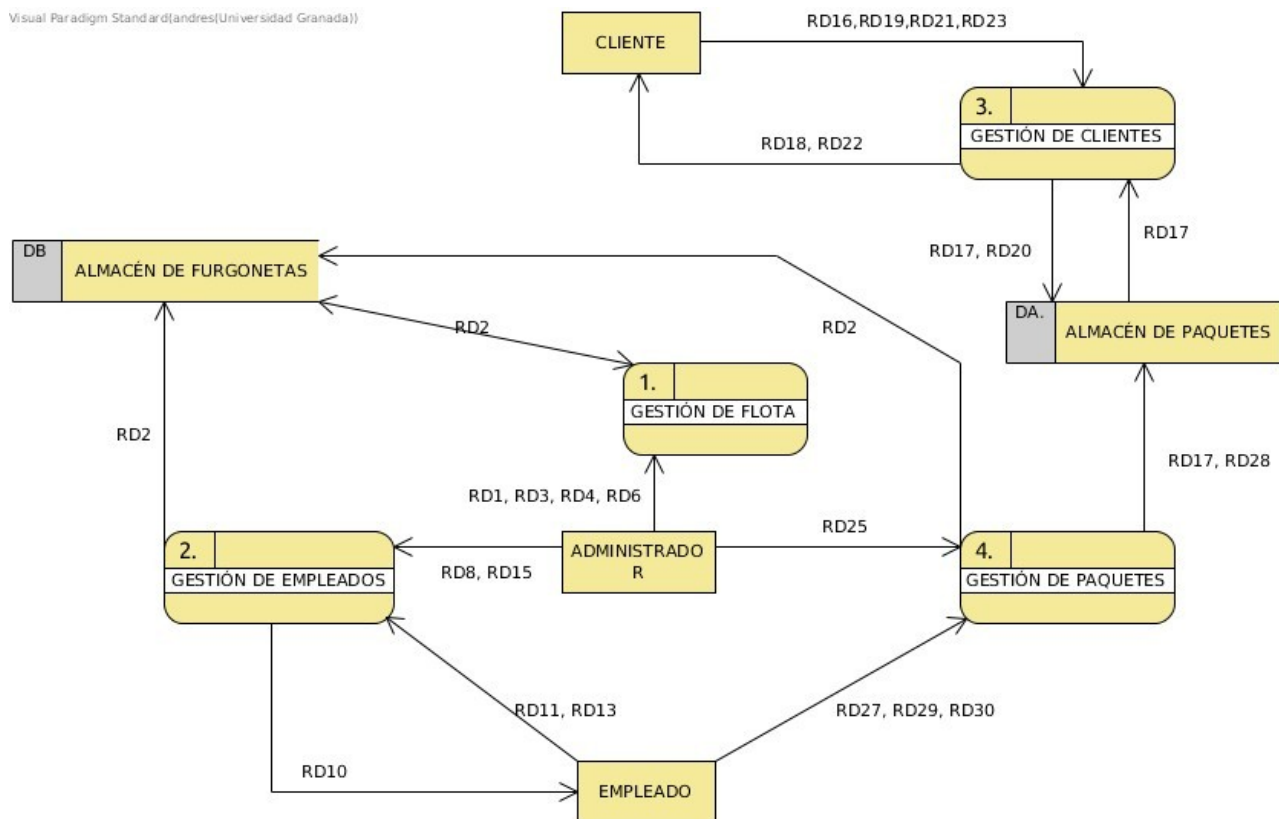 Visual Paradigm Standard(andres(Universidad Granada))
RD16,RD19,RD21,RD23
CLIENTE
3.
GESTIÓN DE CLIENTES
RD18, RD22
DB
ALMACÉN DE FURGONETAS
RD17, RD20
RD17
DA.
ALMACÉN DE PAQUETES
RD2
RD2
1.
GESTIÓN DE FLOTA
RD2
RD17, RD28
RD1, RD3, RD4, RD6
2.
GESTIÓN DE EMPLEADOS
RD8, RD15
ADMINISTRADO
R
RD25
4.
GESTIÓN DE PAQUETES
RD11, RD13
RD27, RD29, RD30
RD10
EMPLEADO